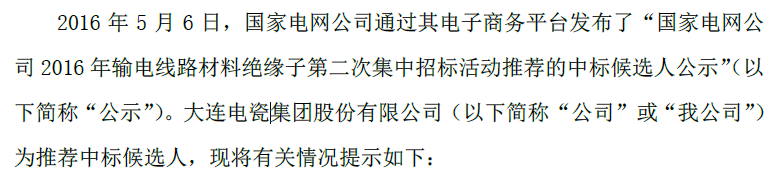 2016 年 5 月 6 日，国家电网公司通过其电子商务平台发布了“国家电网公
司 2016 年输电线路材料绝缘子第二次集中招标活动推荐的中标候选人公示”（以
下简称“公示”）。大连电瓷集团股份有限公司（以下简称“公司”或“我公司”）
为推荐中标候选人，现将有关情况提示如下：